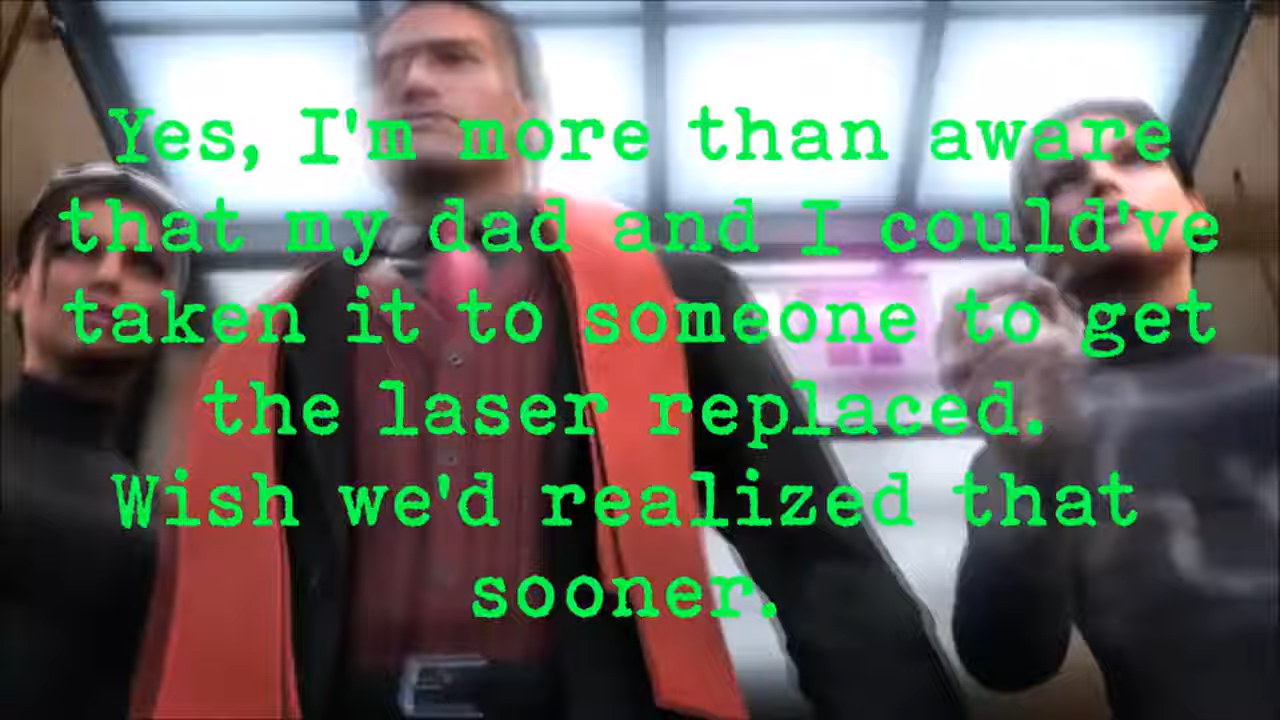 Yes, I'm more than aware
that my dad and I could've
taken it to someone to get
the laser replaced.
Wish we'd realized that
sooner.